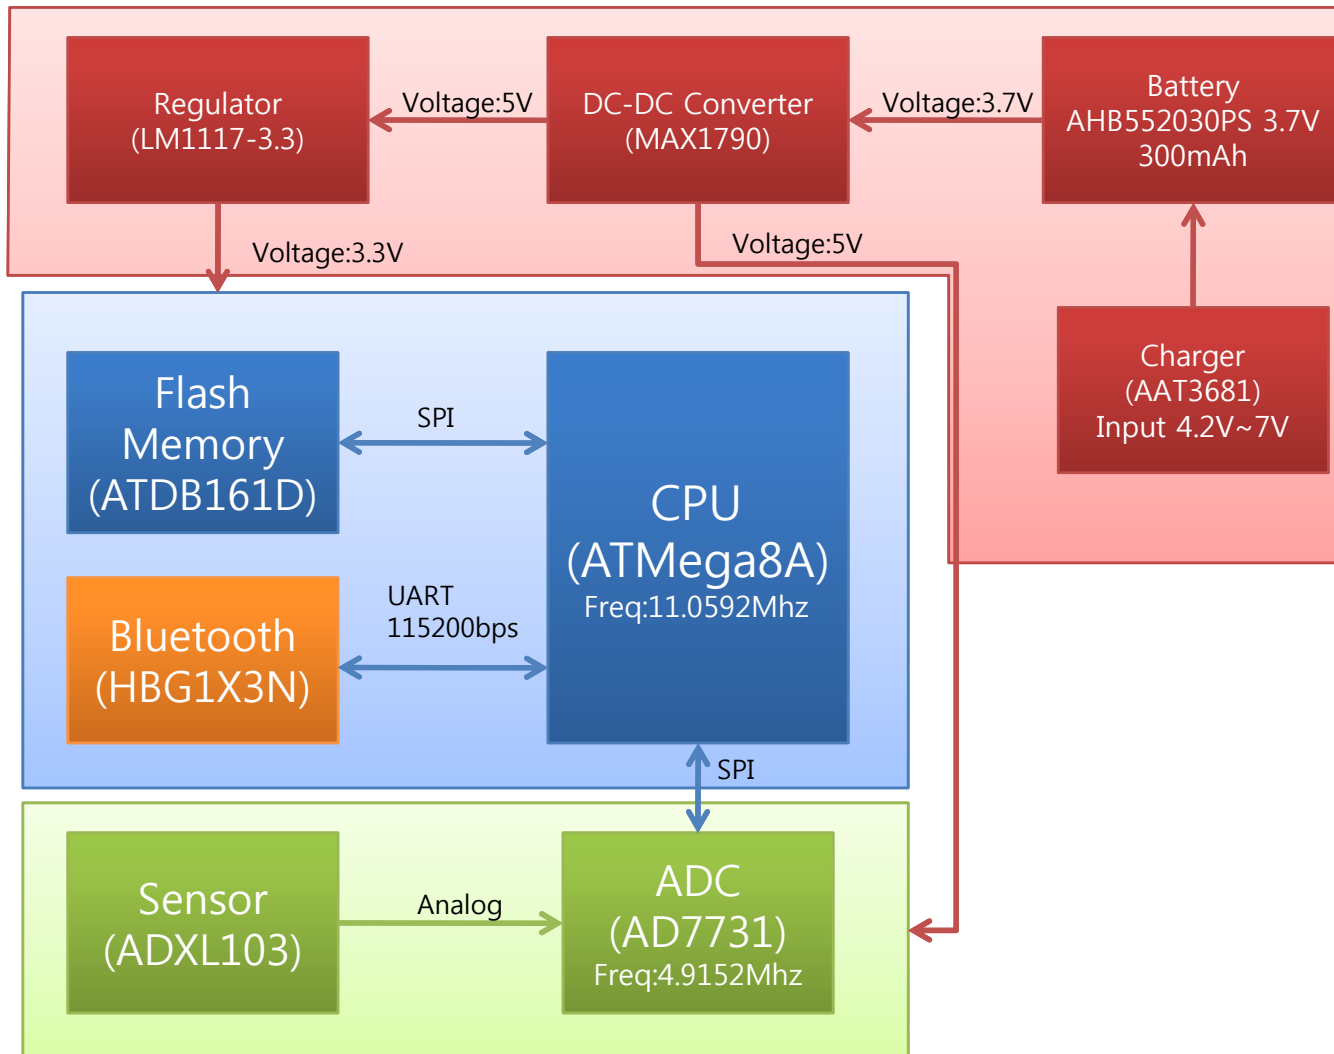 Regulator
(LM1117-3.3)
Voltage:5V
DC-DC Converter
(MAX1790)
Voltage:3.7V
Battery
AHB552030PS 3.7V
300mAh
Voltage:3.3V
Voltage:5V
Charger
(AAT3681)
Input 4.2V~7V
Flash
Memory
(ATDB161D)
SPI
CPU
(ATMega8A)
Freq:11.0592Mhz
Bluetooth
(HBG1X3N)
UART
115200bps
SPI
Sensor
(ADXL103)
Analog
ADC
(AD7731)
Freq:4.9152Mhz